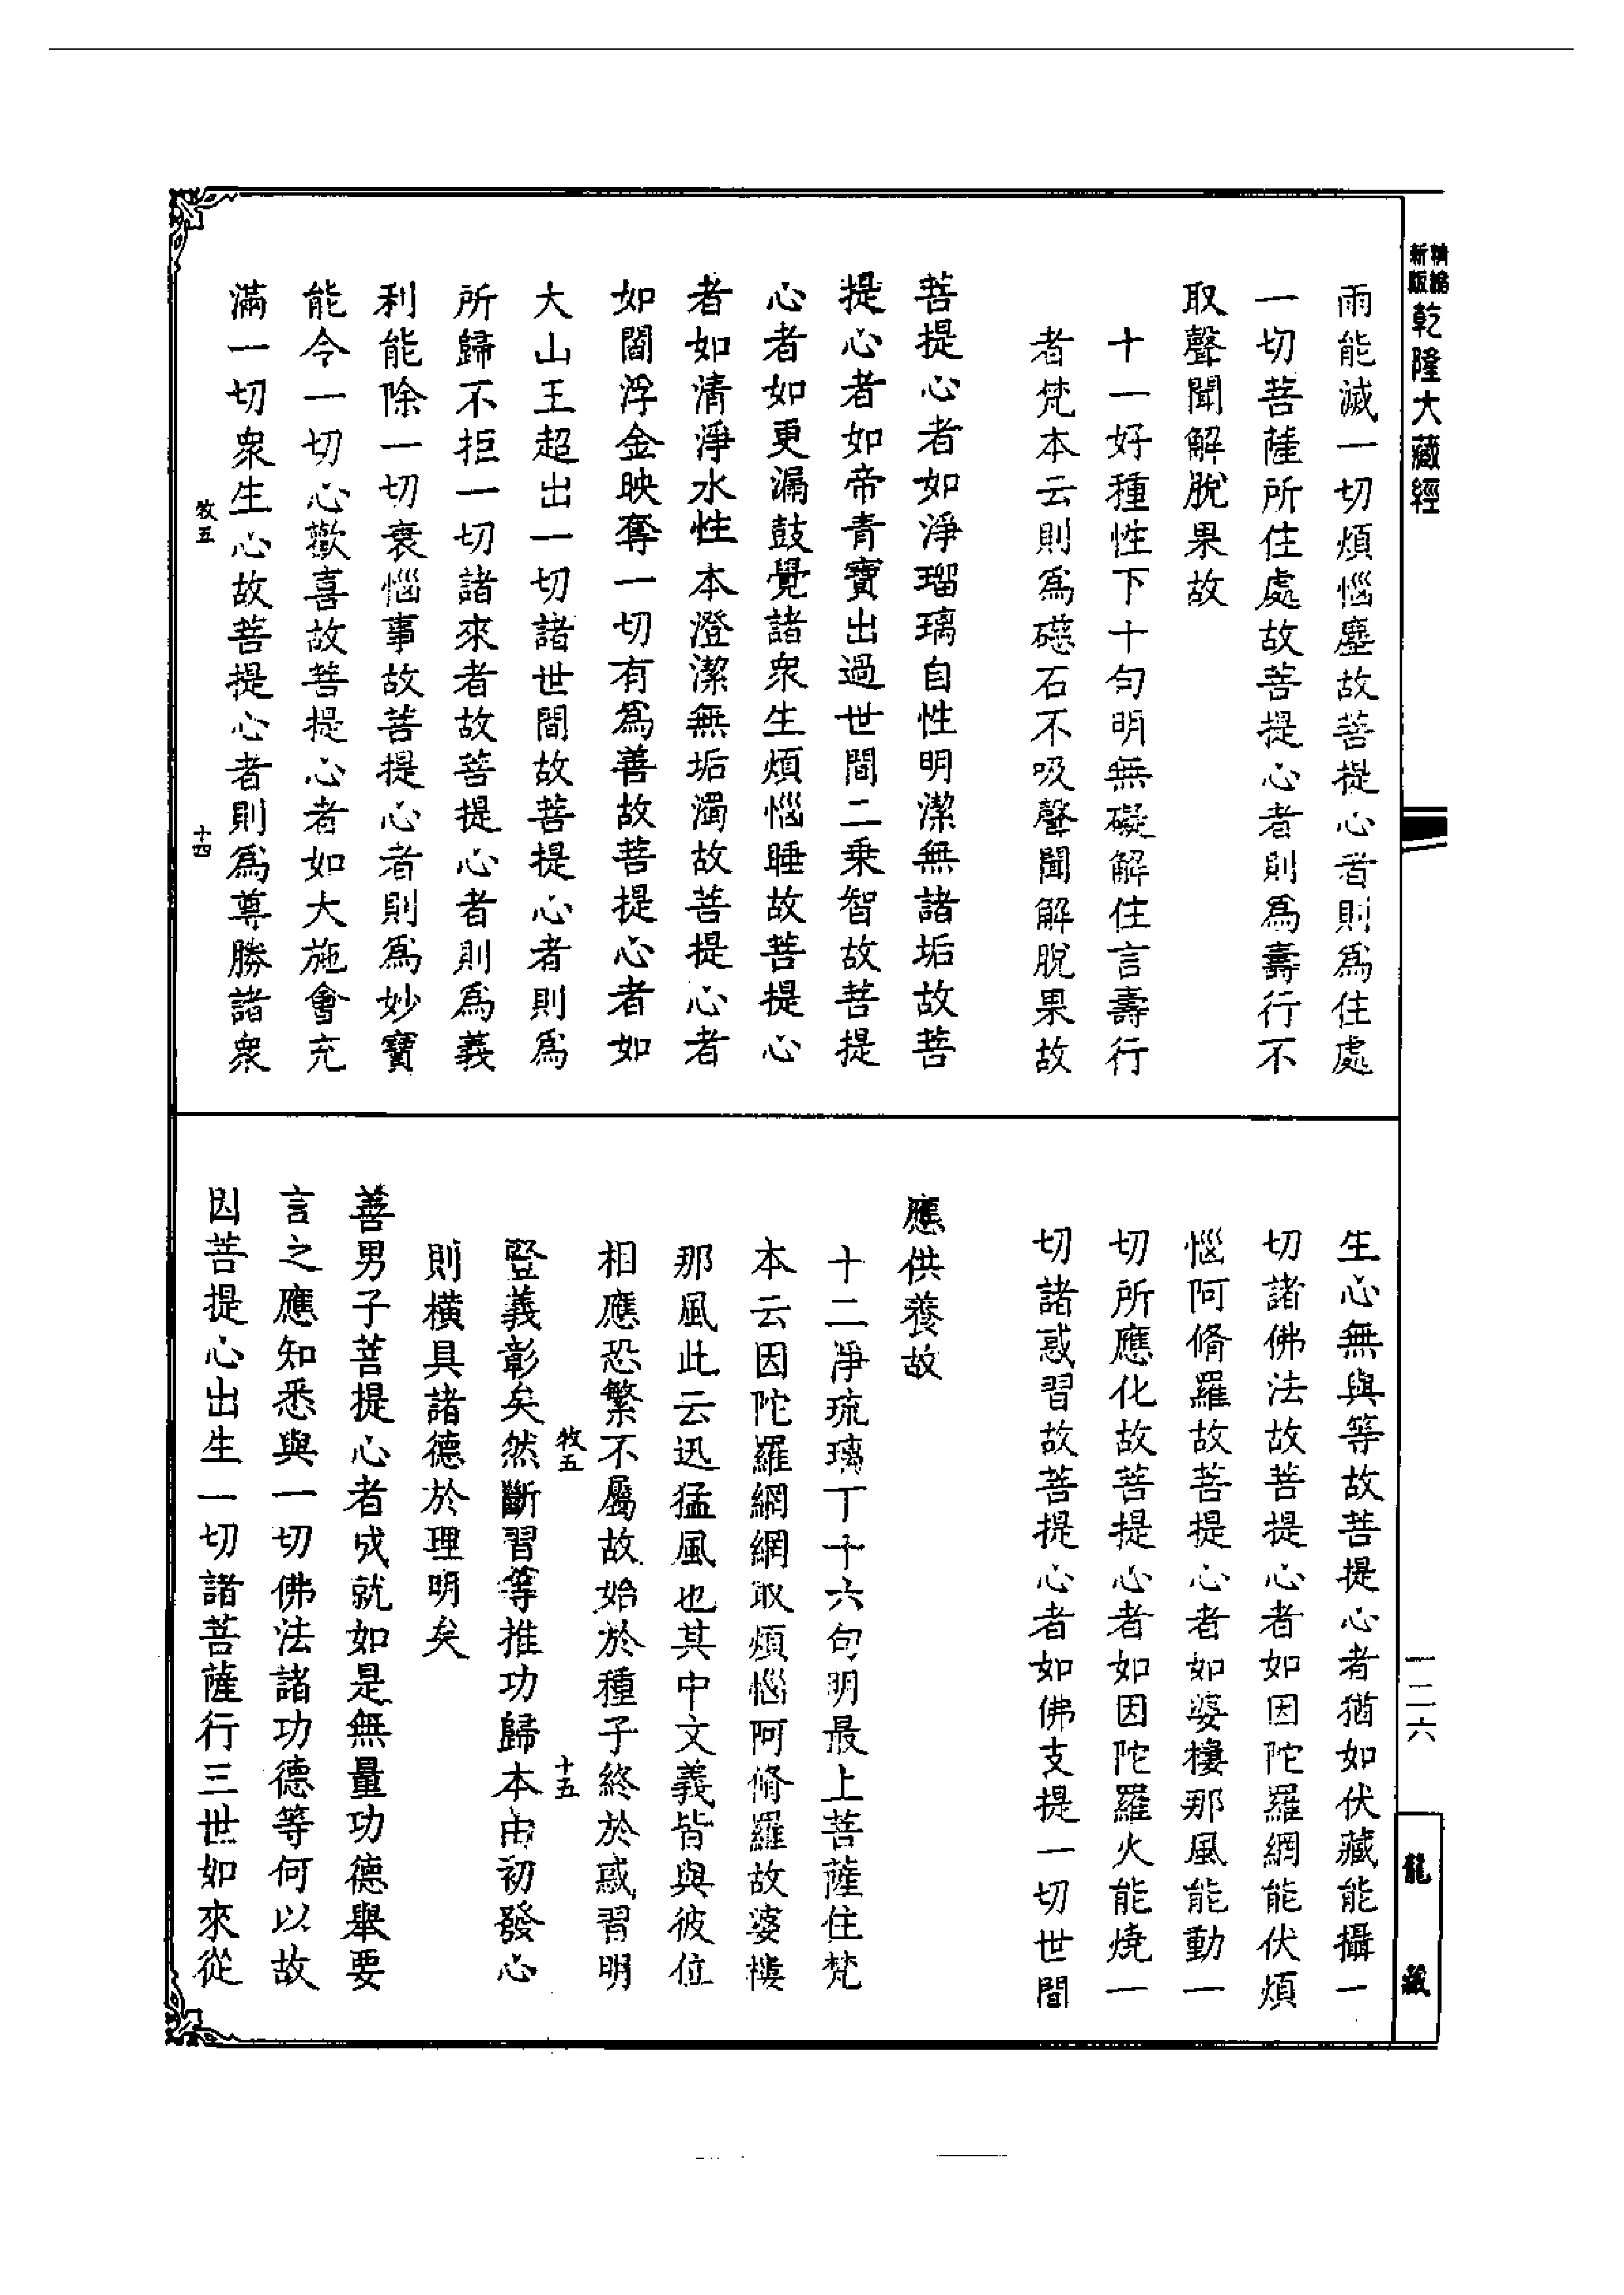 精縮新版乾隆大藏經
雨能滅一切煩惱塵故菩提心者則爲住處
一切菩薩所住處故菩提心者則爲壽行不
取聲聞解脫果故
十一好種性下十句明無礙解住言壽行
者梵本云則爲磁石不吸聲聞解脫果故
菩提心者如淨瑠璃自性明潔無諸垢故菩
提心者如帝青寶出過世間二乘智故菩提
心者如更漏鼓覺諸衆生煩惱睡故菩提心
者如清淨水性本澄潔無垢濁故菩提心者
如閻浮金映奪一切有爲善故菩提心者如
大山王超出一切諸世間故菩提心者則爲
所歸不拒一切諸來者故菩提心者則爲義
利能除一切衰惱事故菩提心者則爲妙寶
能令一切心歡喜故菩提心者如大施會充
滿一切衆生心故菩提心者則爲尊勝諸衆
牧五 十四
生心無與等故菩提心者猶如伏藏能攝一
切諸佛法故菩提心者如因陀羅網能伏煩
惱阿脩羅故菩提心者如婆樓那風能動一
切所應化故菩提心者如因陀羅火能燒一
切諸惑習故菩提心者如佛支提一切世間
應供養故
十二淨琉璃丁十六句明最上菩薩住梵
本云因陀羅網網取煩惱阿脩羅故婆樓
那風此云迅猛風也其中文義皆與彼位
相應恐繁不屬故始於種子終於惑習明
牧五 十五
豎義彰矣然斷習等推功歸本由初發心
則橫具諸德於理明矣
善男子菩提心者成就如是無量功德舉要
言之應知悉與一切佛法諸功德等何以故
因菩提心出生一切諸菩薩行三世如來從
一二六
龍藏